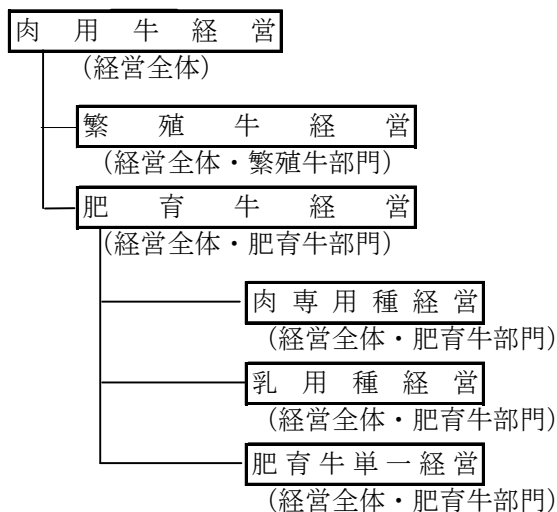 肉用牛経営
（経営全体）
繁殖牛経営
（経営全体・繁殖牛部門）
肥育牛経営
（経営全体・肥育牛部門）
肉専用種経営
（経営全体・肥育牛部門）
乳用種経営
（経営全体・肥育牛部門）
肥育牛単一経営
（経営全体・肥育牛部門）